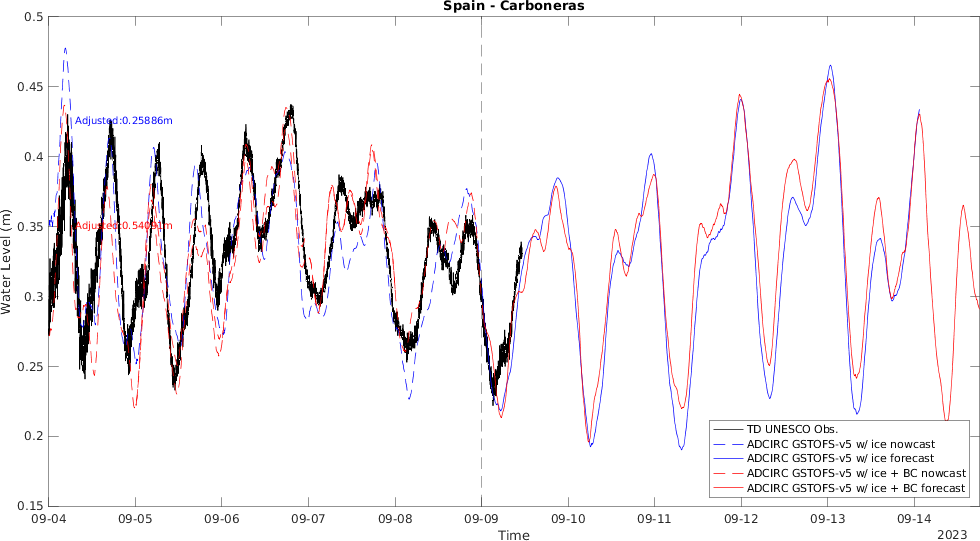 Spain - Carboneras
0.5
0.45
0.4
0.35
0.3
0.25
0.2
0.15
Water Level (m)
Adjusted:0.25886m
09-04
09-05
09-06
09-07
09-08
09-09
09-10
09-11
09-12
09-13
09-14
Time
2023
TD UNESCO Obs.
ADCIRC GSTOFS-v5 w/ ice nowcast
ADCIRC GSTOFS-v5 w/ ice forecast
ADCIRC GSTOFS-v5 w/ ice + BC nowcast
ADCIRC GSTOFS-v5 w/ ice + BC forecast